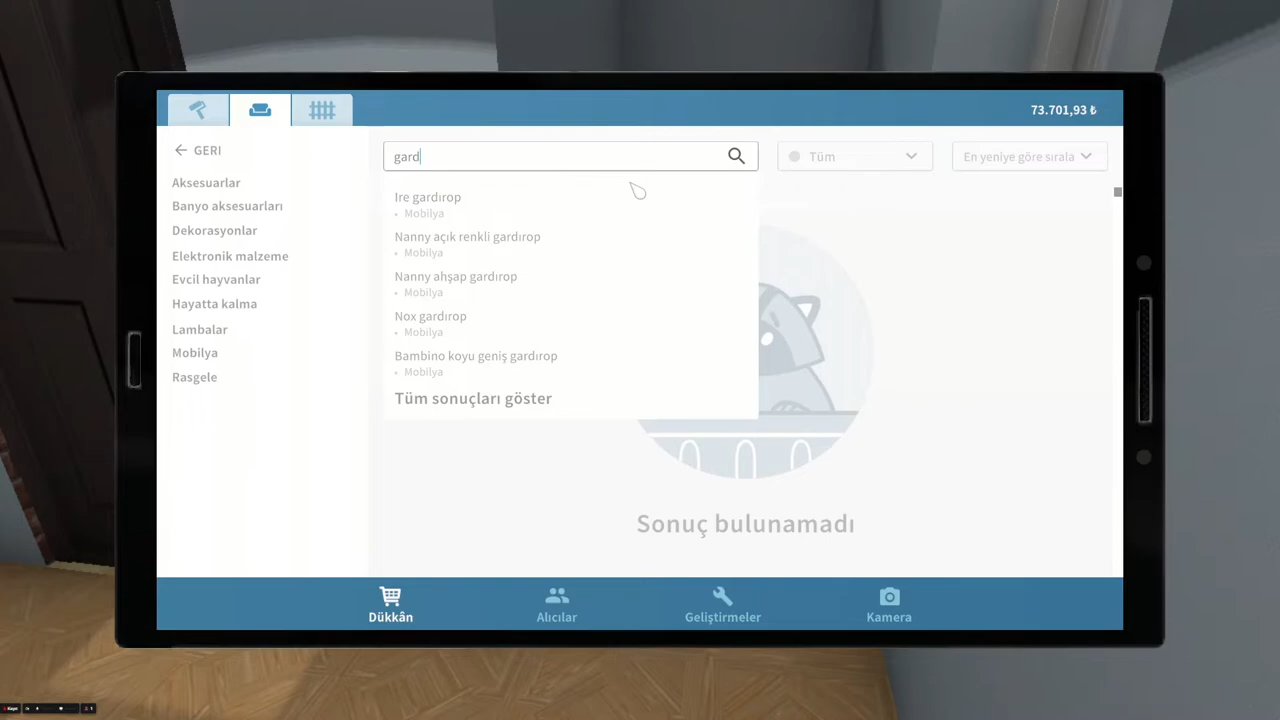 73.701,93 ₺
GERI
gard
Tüm
En yeniye göre sırala
Aksesuarlar
Banyo aksesuarları
Dekorasyonlar
Elektronik malzeme
Evcil hayvanlar
Hayatta kalma
Lambalar
Mobilya
Rasgele
Ire gardırop
• Mobilya
Nanny açık renkli gardırop
• Mobilya
Nanny ahşap gardırop
• Mobilya
Nox gardırop
• Mobilya
Bambino koyu geniş gardırop
• Mobilya
Tüm sonuçları göster
Sonuç bulunamadı
Dükkân
Alıcılar
Geliştirmeler
Kamera